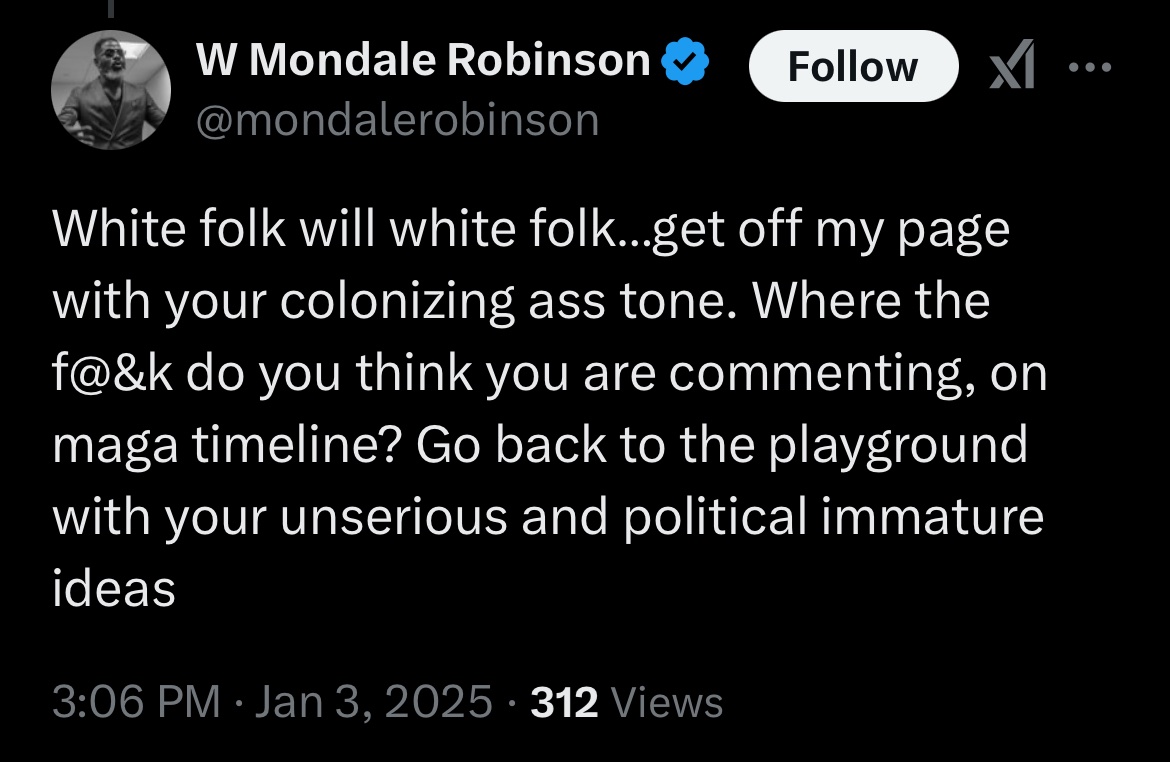 W Mondale Robinson
Follow
@mondalerobinson
White folk will white folk...get off my page
with your colonizing ass tone. Where the
f@&k do you think you are commenting, on
maga timeline? Go back to the playground
with your unserious and political immature
ideas
3:06 PM · Jan 3, 2025 · 312 Views